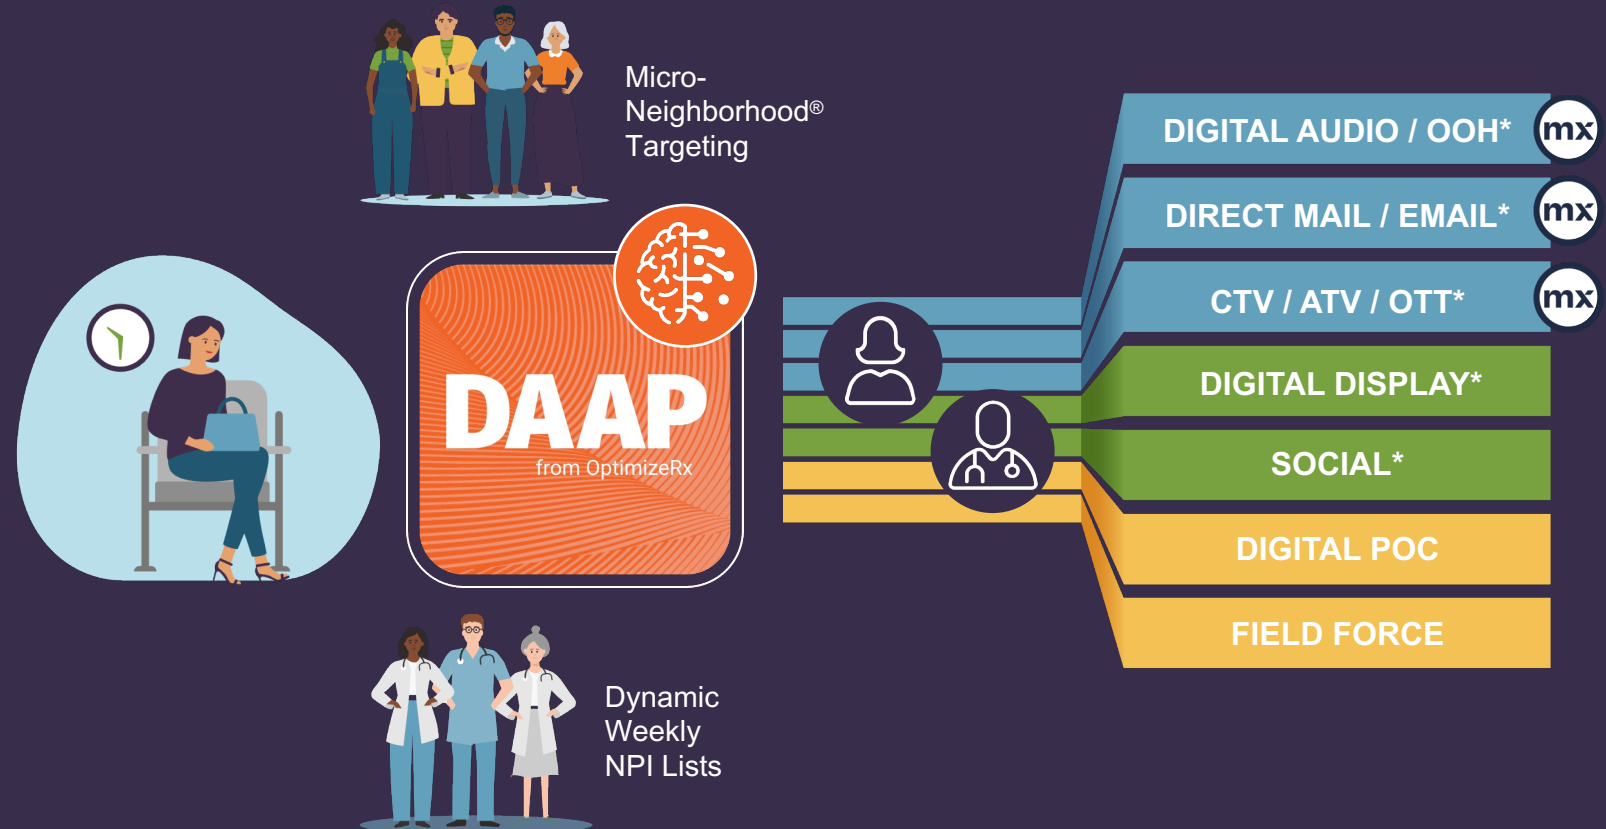 Micro-
Neighborhood®
Targeting
DAAP
from OptimizeRx
Dynamic
Weekly
NPI Lists
DIGITAL AUDIO / OOH*
mx
DIRECT MAIL / EMAIL*
mx
CTV / ATV / OTT*
mx
DIGITAL DISPLAY*
SOCIAL*
DIGITAL POC
FIELD FORCE